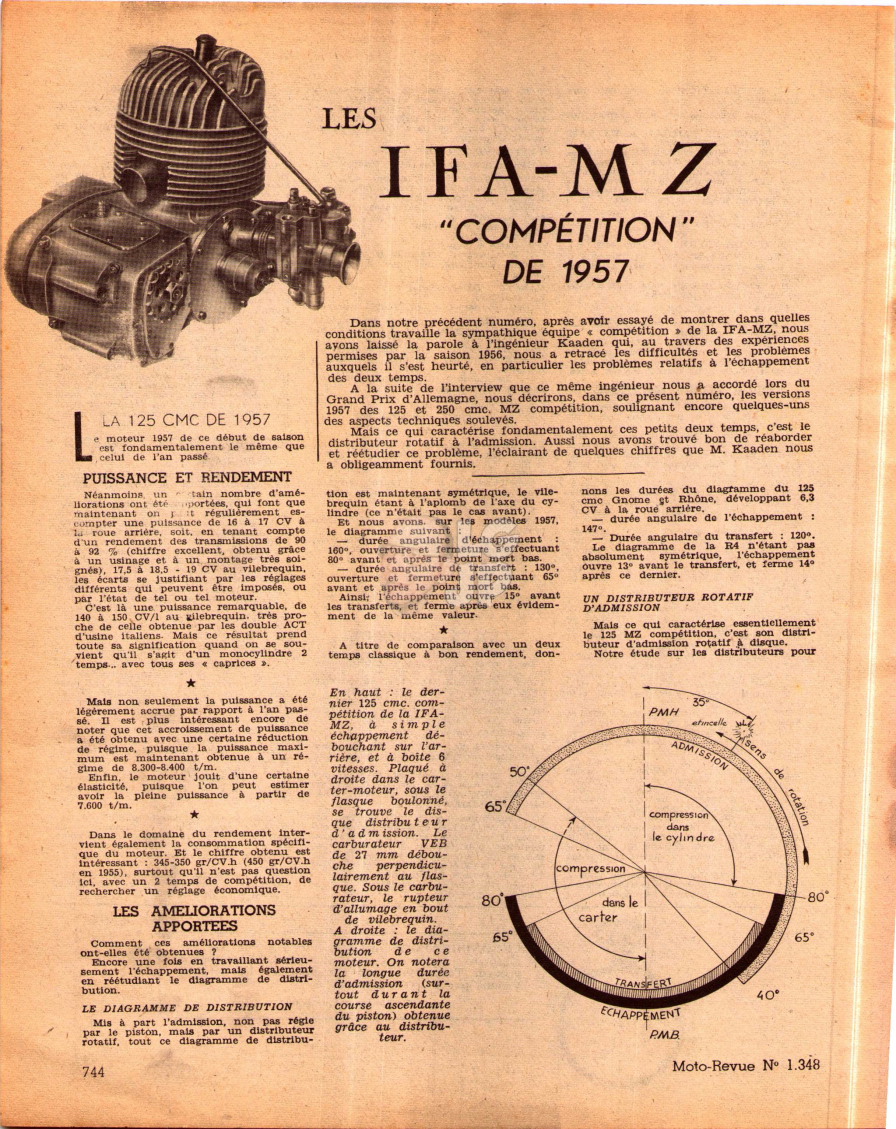 LES
IFA-MZ
"COMPÉTITION"
DE 1957
Dans notre précédent numéro, après avoir essayé de montrer dans quelles
conditions travaille la sympathique équipe « compétition » de la IFA-MZ, nous
avons laissé la parole à l'ingénieur Kaaden qui, au travers des expériences
permises par la saison 1956, nous a retracé les difficultés et les problèmes
auxquels il s'est heurté, en particulier les problèmes relatifs à l'échappement
des deux temps.
A la suite de l'interview que ce même ingénieur nous a accordé lors du
Grand Prix d'Allemagne, nous décrirons, dans ce présent numéro, les versions
1957 des 125 et 250 cmc. MZ compétition, soulignant encore quelques-uns
des aspects techniques soulevés.
Mais ce qui caractérise fondamentalement ces petits deux temps, c'est le
distributeur rotatif à l'admission. Aussi nous avons trouvé bon de réaborder
et réétudier ce problème, l'éclairant de quelques chiffres que M. Kaaden nous
a obligeamment fournis.
LA 125 CMC DE 1957
Le moteur 1957 de ce début de saison
est fondamentalement le même que
celui de l'an passé.
PUISSANCE ET RENDEMENT
Néanmoins, un certain nombre d'amé-
liorations ont été apportées, qui font que
maintenant on peut régulièrement es-
compter une puissance de 16 à 17 CV à
la roue arrière, soit, en tenant compte
d'un rendement des transmissions de 90
à 92 % (chiffre excellent, obtenu grâce
à un usinage et à un montage très soi-
gnés), 17,5 à 18,5 - 19 CV au vilebrequin,
les écarts se justifiant par les réglages
différents qui peuvent être imposés, ou
par l'état de tel ou tel moteur.
C'est là une puissance remarquable, de
140 à 150 CV/l au vilebrequin, très pro-
che de celle obtenue par les double ACT
d'usine italiens. Mais ce résultat prend
toute sa signification quand on se sou-
vient qu'il s'agit d'un monocylindre 2
temps... avec tous ses « caprices ».
★
Mais non seulement la puissance a été
légèrement accrue par rapport à l'an pas-
sé. Il est plus intéressant encore de
noter que cet accroissement de puissance
a été obtenu avec une certaine réduction
de régime, puisque la puissance maxi-
mum est maintenant obtenue à un ré-
gime de 8.300-8.400 t/m.
Enfin, le moteur jouit d'une certaine
élasticité, puisque l'on peut estimer
avoir la pleine puissance à partir de
7.600 t/m.
★
Dans le domaine du rendement inter-
vient également la consommation spécifi-
que du moteur. Et le chiffre obtenu est
intéressant : 345-350 gr/CV.h (450 gr/CV.h
en 1955), surtout qu'il n'est pas question
ici, avec un 2 temps de compétition, de
rechercher un réglage économique.
LES AMELIORATIONS
APPORTEES
Comment ces améliorations notables
ont-elles été obtenues ?
Encore une fois en travaillant sérieu-
sement l'échappement, mais également
en réétudiant le diagramme de distri-
bution.
LE DIAGRAMME DE DISTRIBUTION
Mis à part l'admission, non pas régie
par le piston, mais par un distributeur
rotatif, tout ce diagramme de distribu-
tion est maintenant symétrique, le vile-
brequin étant à l'aplomb de l'axe du cy-
lindre (ce n'était pas le cas avant).
Et nous avons, sur les modèles 1957,
le diagramme suivant :
— durée angulaire d'échappement :
160°, ouverture et fermeture s'effectuant
80° avant et après le point mort bas.
— durée angulaire de transfert : 130°,
ouverture et fermeture s'effectuant 65°
avant et après le point mort bas.
Ainsi, l'échappement ouvre 15° avant
les transferts, et ferme après eux évidem-
ment de la même valeur.
★
A titre de comparaison avec un deux
temps classique à bon rendement, don-
nons les durées du diagramme du 125
cmc Gnome et Rhône, développant 6,3
CV à la roue arrière.
— durée angulaire de l'échappement :
147°.
— Durée angulaire du transfert : 120°.
Le diagramme de la R4 n'étant pas
absolument symétrique, l'échappement
ouvre 13° avant le transfert, et ferme 14°
après ce dernier.
UN DISTRIBUTEUR ROTATIF
D'ADMISSION
Mais ce qui caractérise essentiellement
le 125 MZ compétition, c'est son distri-
buteur d'admission rotatif à disque.
Notre étude sur les distributeurs pour
En haut : le der-
nier 125 cmc. com-
pétition de la IFA-
MZ, à simple
échappement dé-
bouchant sur l'ar-
rière, et à boîte 6
vitesses. Plaqué à
droite dans le car-
ter-moteur, sous le
flasque boulonné,
se trouve le dis-
que distributeur
d'admission. Le
carburateur VEB
de 27 mm débou-
che perpendicu-
lairement au flas-
que. Sous le carbu-
rateur, le rupteur
d'allumage en bout
de vilebrequin.
A droite : le dia-
gramme de distri-
bution de ce
moteur. On notera
la longue durée
d'admission (sur-
tout durant la
course ascendante
du piston) obtenue
grâce au distribu-
teur.
35°
P.M.H
etincelle
sens de rotation
ADMISSION
50°
65°
compression
dans
le cylindre
compression
dans le
carter
80°
80°
65°
65°
40°
TRANSFERT
ECHAPPEMENT
P.M.B.
744
Moto-Revue N° 1.348